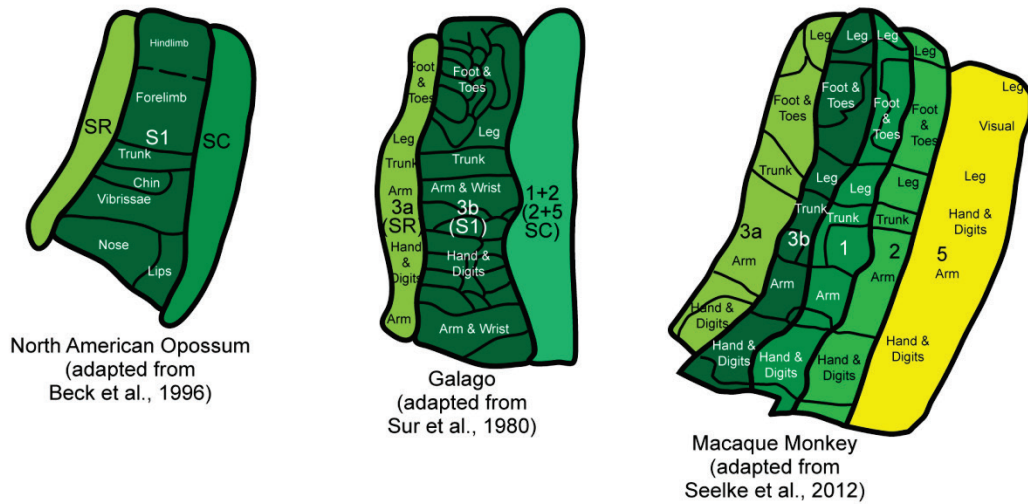 Hindlimb
Forelimb
SR
S1
SC
Trunk
Chin
Vibrissae
Nose
Lips
North American Opossum
(adapted from
Beck et al., 1996)
Foot
&
Toes
Leg
Trunk
Arm
3a
(SR)
Hand
&
Digits
Arm
Foot &
Toes
Leg
Trunk
Arm & Wrist
3b
(S1)
Hand
& Digits
Arm & Wrist
1+2
(2+5
SC)
Galago
(adapted from
Sur et al., 1980)
Leg
Foot &
Toes
Trunk
3a
Arm
Hand &
Digits
Leg
Foot &
Toes
Leg
Trunk
3b
Arm
Hand &
Digits
Leg
Foot
&
Toes
Leg
Trunk
1
Arm
Hand &
Digits
Leg
Foot &
Toes
Leg
Trunk
2
Arm
Hand &
Digits
Leg
Visual
Leg
Hand &
Digits
5
Arm
Hand &
Digits
Macaque Monkey
(adapted from
Seelke et al., 2012)